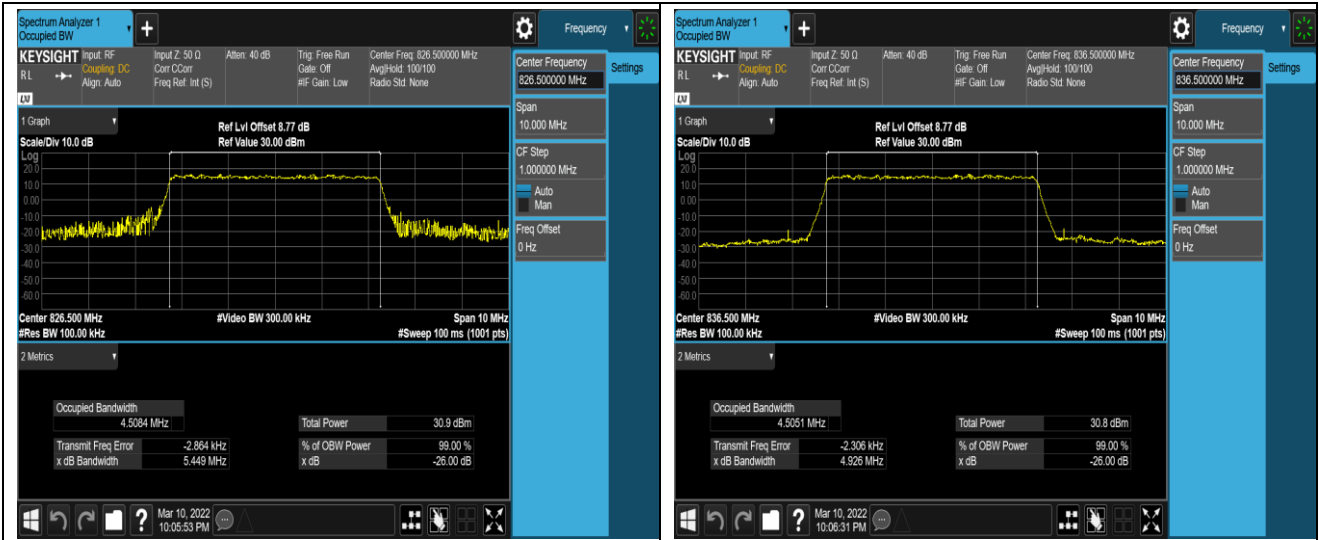 Spectrum Analyzer 1
Occupied BW
+
Frequency
KEYSIGHT
RL
LXI
Input: RF
Coupling: DC
Align: Auto
Input Z: 50 Ω
Corr CCorr
Freq Ref: Int (S)
Atten: 40 dB
Trig: Free Run
Gate: Off
#IF Gain: Low
Center Freq: 826.500000 MHz
Avg|Hold: 100/100
Radio Std: None
Center Frequency
826.500000 MHz
Settings
Span
10.000 MHz
CF Step
1.000000 MHz
Auto
Man
Freq Offset
0 Hz
1 Graph
Scale/Div 10.0 dB
Ref Lvl Offset 8.77 dB
Ref Value 30.00 dBm
Log
20.0
10.0
0.00
-10.0
-20.0
-30.0
-40.0
-50.0
-60.0
Center 826.500 MHz
#Video BW 300.00 kHz
Span 10 MHz
#Res BW 100.00 kHz
#Sweep 100 ms (1001 pts)
2 Metrics
Occupied Bandwidth
4.5084 MHz
Total Power 30.9 dBm
Transmit Freq Error -2.864 kHz
% of OBW Power 99.00 %
x dB Bandwidth 5.449 MHz
x dB -26.00 dB
?
Mar 10, 2022
10:05:53 PM
Spectrum Analyzer 1
Occupied BW
+
Frequency
KEYSIGHT
RL
LXI
Input: RF
Coupling: DC
Align: Auto
Input Z: 50 Ω
Corr CCorr
Freq Ref: Int (S)
Atten: 40 dB
Trig: Free Run
Gate: Off
#IF Gain: Low
Center Freq: 836.500000 MHz
Avg|Hold: 100/100
Radio Std: None
Center Frequency
836.500000 MHz
Settings
Span
10.000 MHz
CF Step
1.000000 MHz
Auto
Man
Freq Offset
0 Hz
1 Graph
Scale/Div 10.0 dB
Ref Lvl Offset 8.77 dB
Ref Value 30.00 dBm
Log
20.0
10.0
0.00
-10.0
-20.0
-30.0
-40.0
-50.0
-60.0
Center 836.500 MHz
#Video BW 300.00 kHz
Span 10 MHz
#Res BW 100.00 kHz
#Sweep 100 ms (1001 pts)
2 Metrics
Occupied Bandwidth
4.5051 MHz
Total Power 30.8 dBm
Transmit Freq Error -2.306 kHz
% of OBW Power 99.00 %
x dB Bandwidth 4.926 MHz
x dB -26.00 dB
?
Mar 10, 2022
10:06:31 PM